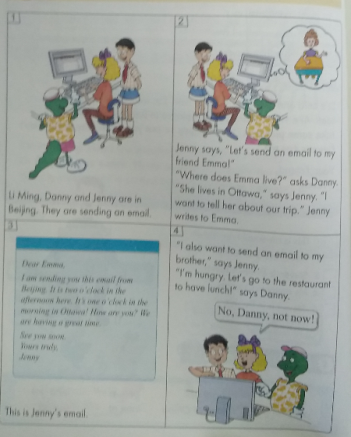 1
Li Ming, Danny and Jenny are in
Beijing. They are sending an email.
2
Jenny says, "Let's send an email to my
friend Emma!"
"Where does Emma live?" asks Danny.
"She lives in Ottawa," says Jenny. "I
want to tell her about our trip." Jenny
writes to Emma.
3
Dear Emma,
I am sending you this email from
Beijing. It is two o'clock in the
afternoon here. It's one o'clock in the
morning in Ottawa! How are you? We
are having a great time.
See you soon.
Yours truly,
Jenny
This is Jenny's email.
4
"I also want to send an email to my
brother," says Jenny.
"I'm hungry. Let's go to the restaurant
to have lunch!" says Danny.
No, Danny, not now!